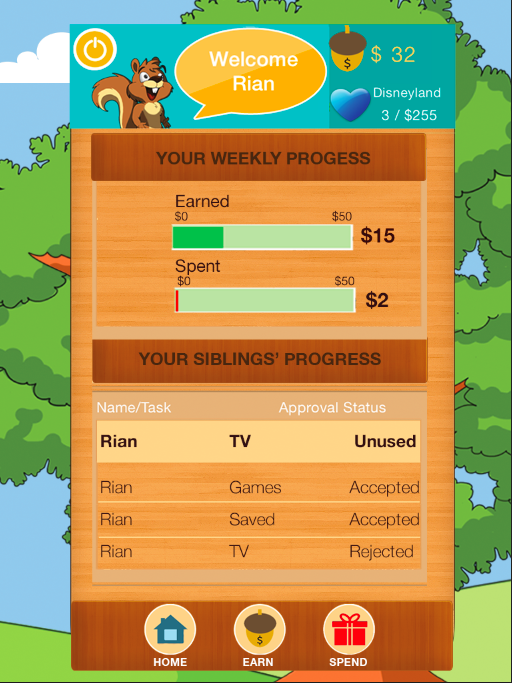 Welcome
Rian
$
$ 32
Disneyland
3 / $255
YOUR WEEKLY PROGESS
Earned
$0 $50
$15
Spent
$0 $50
$2
YOUR SIBLINGS’ PROGRESS
Name/Task Approval Status
Rian TV Unused
Rian Games Accepted
Rian Saved Accepted
Rian TV Rejected
$
HOME EARN SPEND